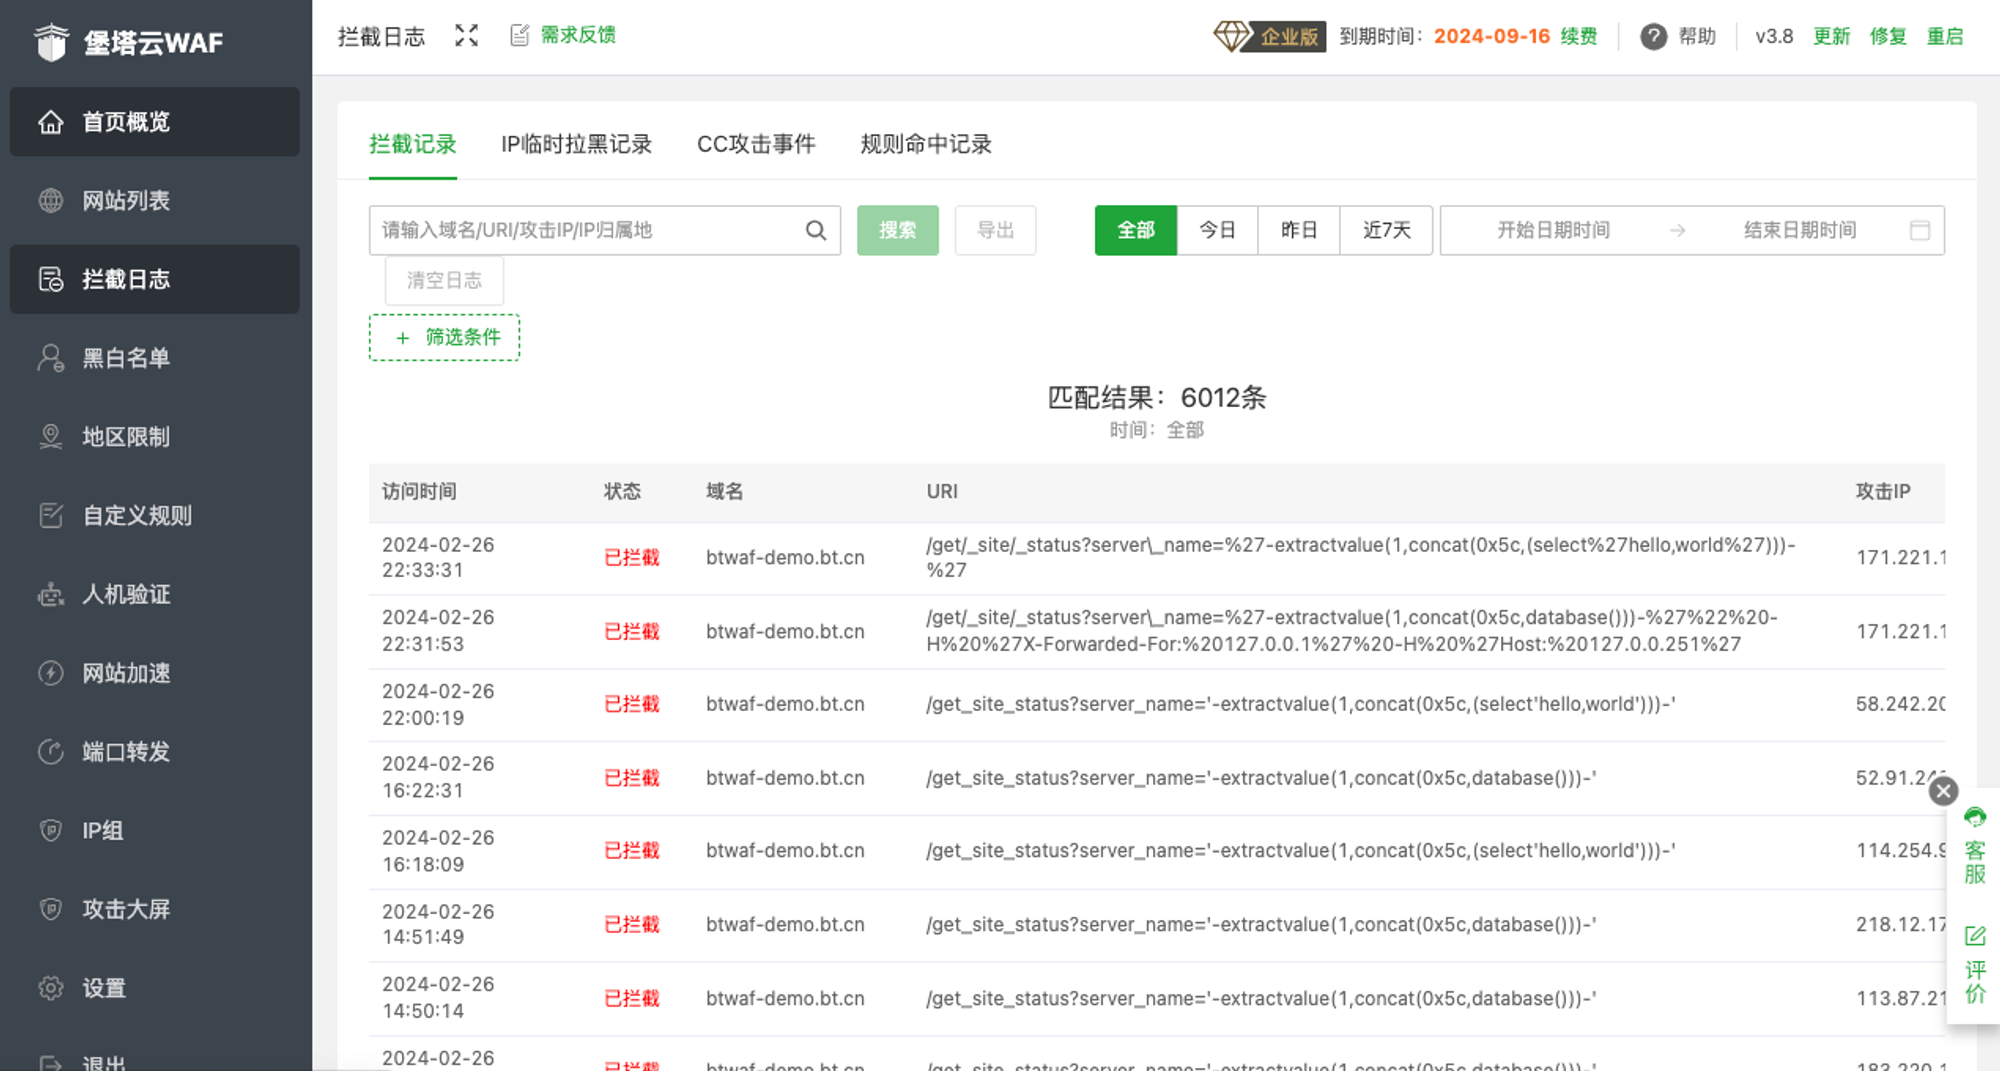 堡塔云WAF
首页概览
网站列表
拦截日志
黑白名单
地区限制
自定义规则
人机验证
网站加速
端口转发
IP组
攻击大屏
设置
退出
拦截日志
需求反馈
企业版
到期时间：2024-09-16 续费
帮助
v3.8 更新 修复 重启
拦截记录 IP临时拉黑记录 CC攻击事件 规则命中记录
请输入域名/URI/攻击IP/IP归属地
搜索
导出
全部 今日 昨日 近7天
开始日期时间 → 结束日期时间
清空日志
+ 筛选条件
匹配结果：6012条
时间：全部
访问时间 状态 域名 URI 攻击IP
2024-02-26 22:33:31 已拦截 btwaf-demo.bt.cn /get/_site/_status?server\_name=%27-extractvalue(1,concat(0x5c,(select%27hello,world%27)))-%27 171.221.1
2024-02-26 22:31:53 已拦截 btwaf-demo.bt.cn /get/_site/_status?server\_name=%27-extractvalue(1,concat(0x5c,database()))-%27%22%20-H%20%27X-Forwarded-For:%20127.0.0.1%27%20-H%20%27Host:%20127.0.0.251%27 171.221.1
2024-02-26 22:00:19 已拦截 btwaf-demo.bt.cn /get_site_status?server_name='-extractvalue(1,concat(0x5c,(select'hello,world')))-' 58.242.20
2024-02-26 16:22:31 已拦截 btwaf-demo.bt.cn /get_site_status?server_name='-extractvalue(1,concat(0x5c,database()))-' 52.91.24
2024-02-26 16:18:09 已拦截 btwaf-demo.bt.cn /get_site_status?server_name='-extractvalue(1,concat(0x5c,(select'hello,world')))-' 114.254.9
2024-02-26 14:51:49 已拦截 btwaf-demo.bt.cn /get_site_status?server_name='-extractvalue(1,concat(0x5c,database()))-' 218.12.17
2024-02-26 14:50:14 已拦截 btwaf-demo.bt.cn /get_site_status?server_name='-extractvalue(1,concat(0x5c,database()))-' 113.87.21
2024-02-26 已拦截 btwaf-demo.bt.cn /get_site_status?server_name='-extractvalue(1,concat(0x5c,database()))-' 183.220.1
客服
评价